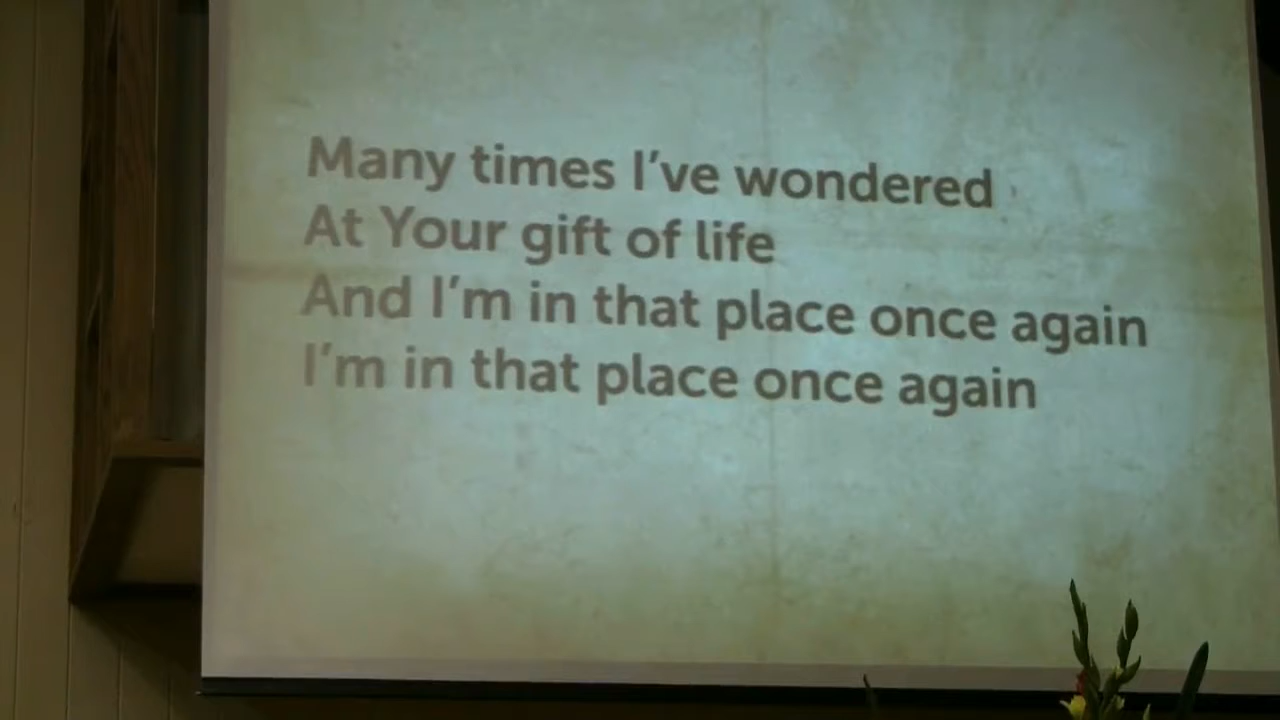 Many times I've wondered
At Your gift of life
And I'm in that place once again
I'm in that place once again